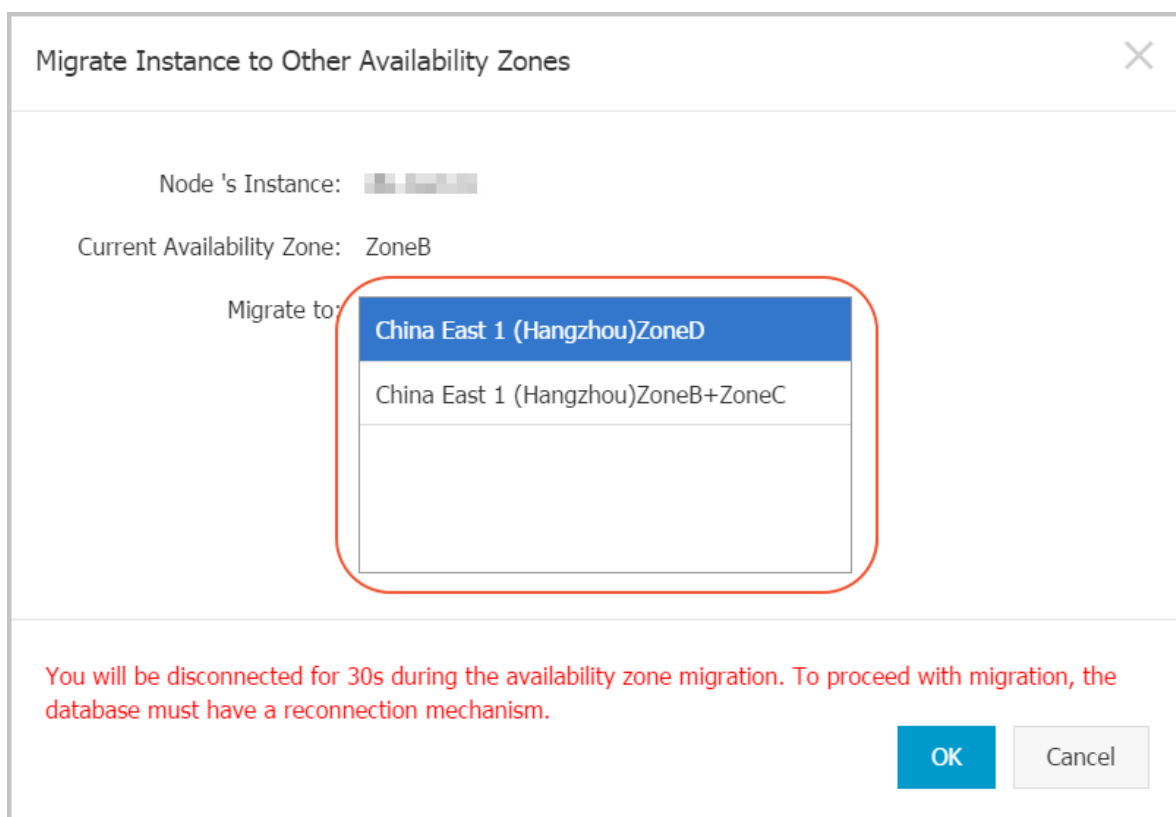 Migrate Instance to Other Availability Zones
Node 's Instance:
Current Availability Zone: ZoneB
Migrate to:
China East 1 (Hangzhou)ZoneD
China East 1 (Hangzhou)ZoneB+ZoneC
You will be disconnected for 30s during the availability zone migration. To proceed with migration, the
database must have a reconnection mechanism.
OK Cancel